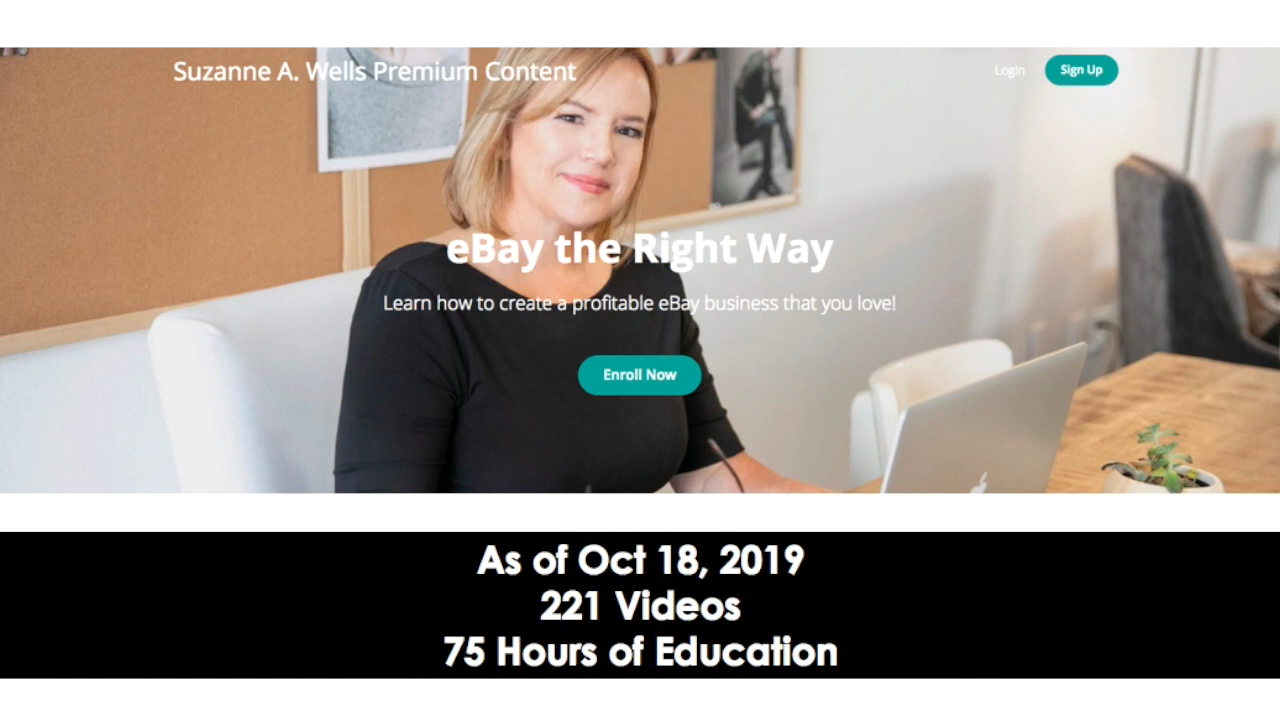 Suzanne A. Wells Premium Content
Login
Sign Up
eBay the Right Way
Learn how to create a profitable eBay business that you love!
Enroll Now
As of Oct 18, 2019
221 Videos
75 Hours of Education